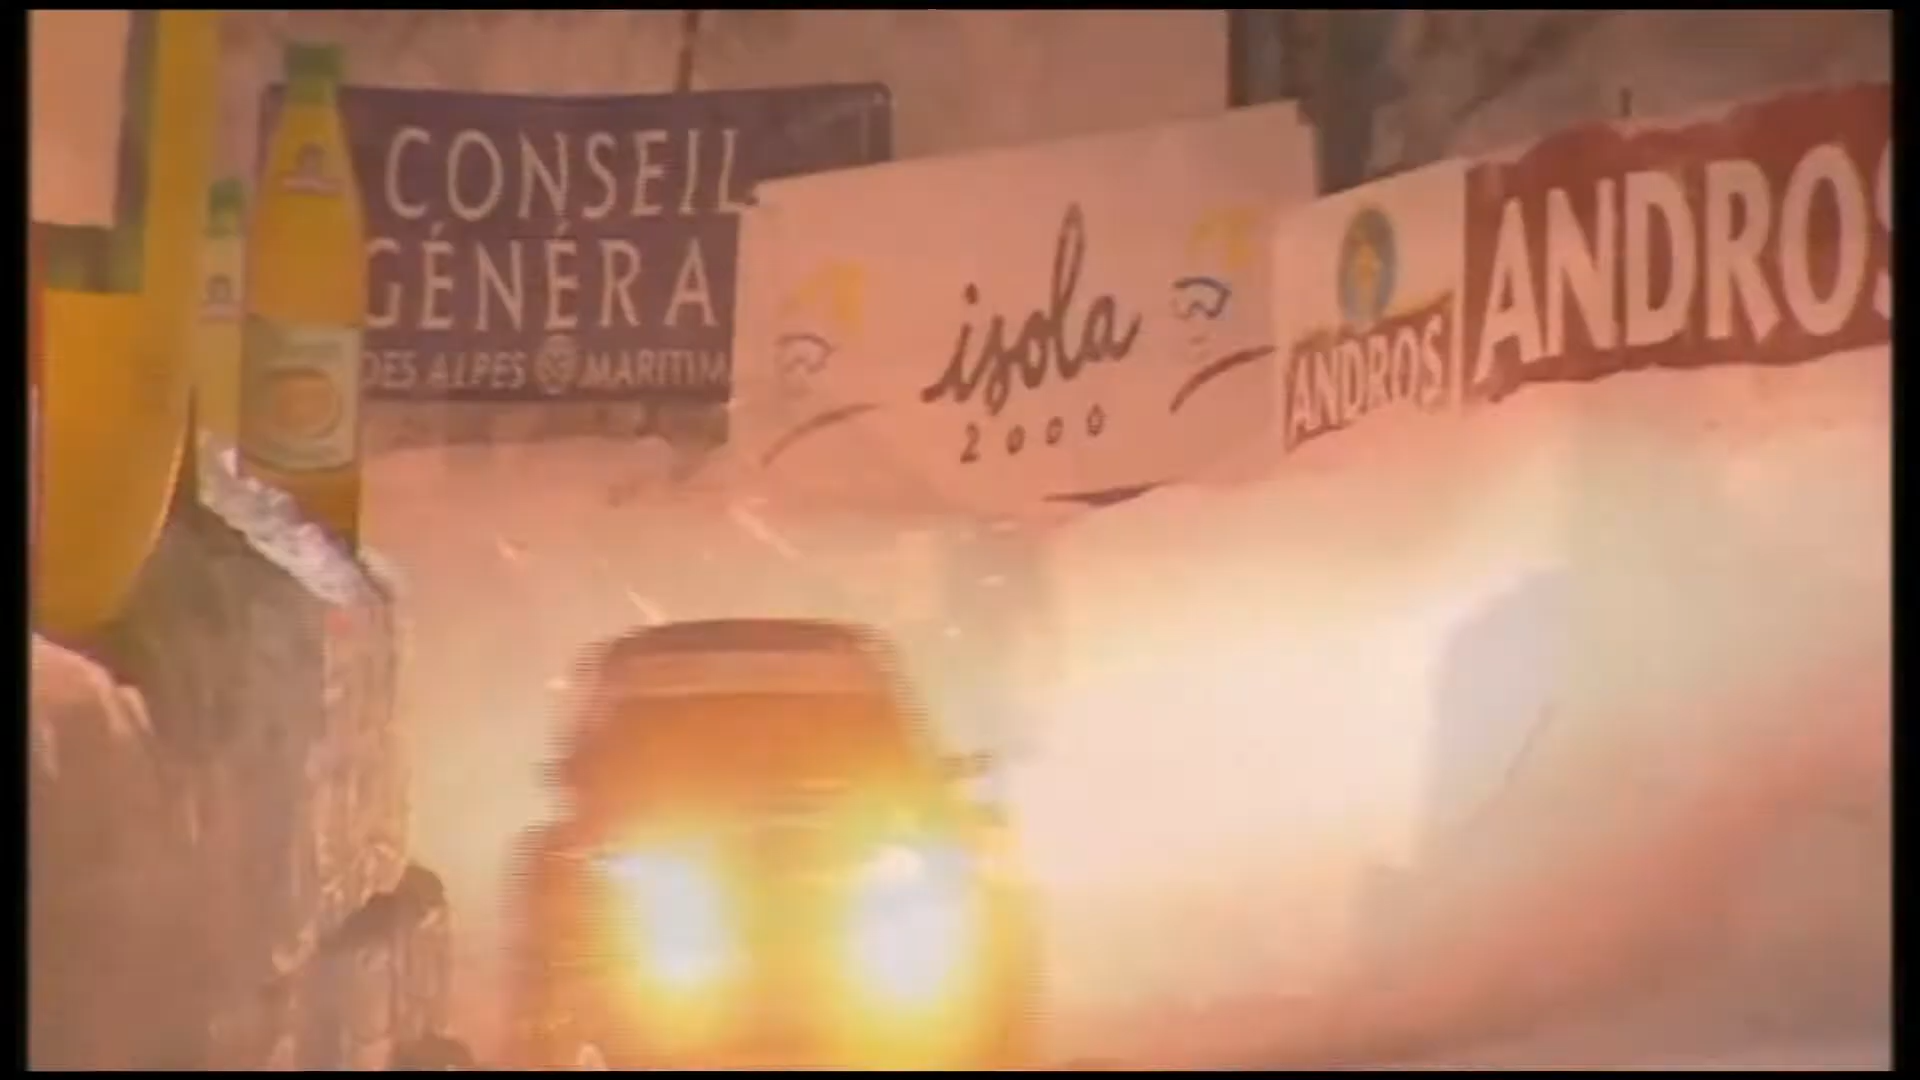 CONSEIL
GÉNÉRA
DES ALPES MARITIM
isola
2000
ANDROS
ANDROS